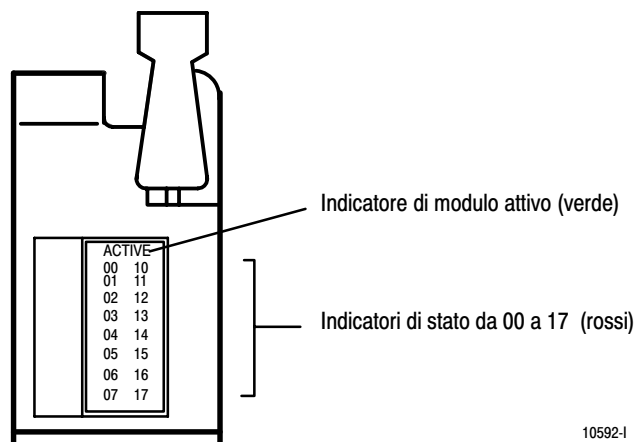 Indicatore di modulo attivo (verde)
ACTIVE
00 10
01 11
02 12
03 13
04 14
05 15
06 16
07 17
Indicatori di stato da 00 a 17 (rossi)
10592-I